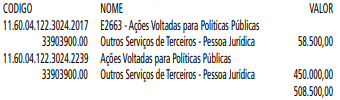 CODIGO NOME VALOR
11.60.04.122.3024.2017 E2663 - Ações Voltadas para Políticas Públicas
33903900.00 Outros Serviços de Terceiros - Pessoa Jurídica 58.500,00
11.60.04.122.3024.2239 Ações Voltadas para Políticas Públicas
33903900.00 Outros Serviços de Terceiros - Pessoa Jurídica 450.000,00
508.500,00